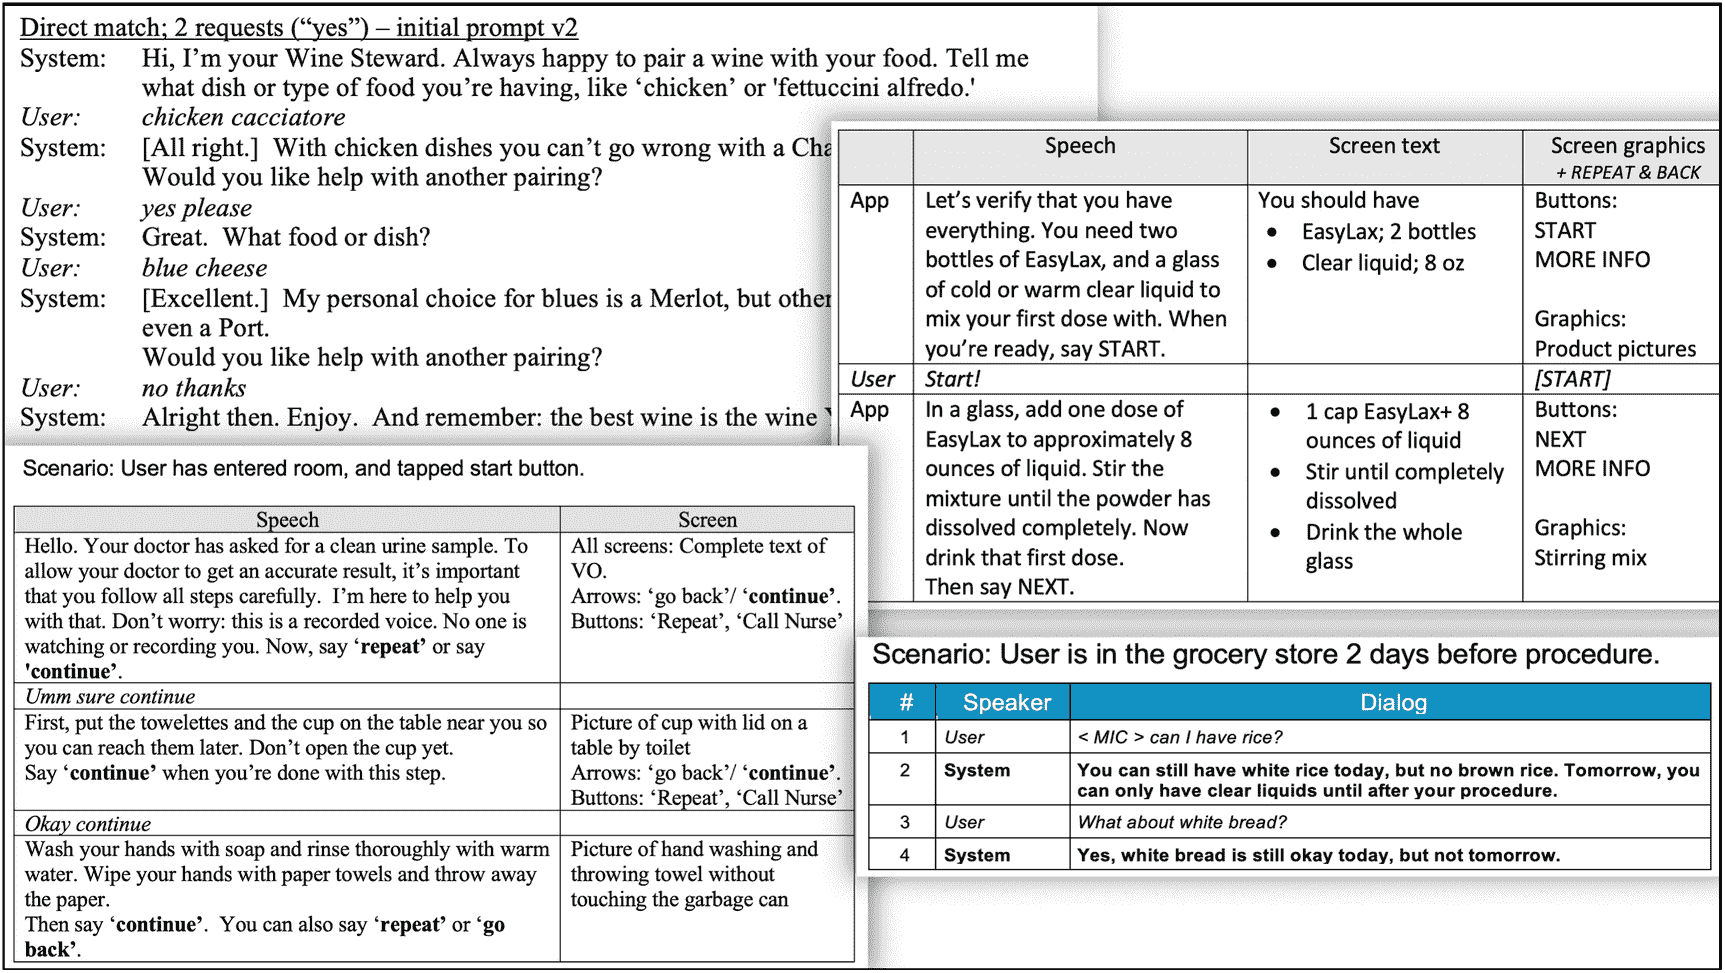 Direct match; 2 requests (“yes”) – initial prompt v2
System: Hi, I’m your Wine Steward. Always happy to pair a wine with your food. Tell me
what dish or type of food you’re having, like ‘chicken’ or 'fettuccini alfredo.'
User: chicken cacciatore
System: [All right.] With chicken dishes you can’t go wrong with a Cha
Would you like help with another pairing?
User: yes please
System: Great. What food or dish?
User: blue cheese
System: [Excellent.] My personal choice for blues is a Merlot, but other
even a Port.
Would you like help with another pairing?
User: no thanks
System: Alright then. Enjoy. And remember: the best wine is the wine
Speech Screen text Screen graphics
+ REPEAT & BACK
App Let’s verify that you have You should have Buttons:
everything. You need two • EasyLax; 2 bottles START
bottles of EasyLax, and a glass • Clear liquid; 8 oz MORE INFO
of cold or warm clear liquid to
mix your first dose with. When Graphics:
you’re ready, say START. Product pictures
User Start! [START]
App In a glass, add one dose of • 1 cap EasyLax+ 8 Buttons:
EasyLax to approximately 8 ounces of liquid NEXT
ounces of liquid. Stir the • Stir until completely MORE INFO
mixture until the powder has dissolved
dissolved completely. Now • Drink the whole Graphics:
drink that first dose. glass Stirring mix
Then say NEXT.
Scenario: User has entered room, and tapped start button.
Speech Screen
Hello. Your doctor has asked for a clean urine sample. To All screens: Complete text of
allow your doctor to get an accurate result, it’s important VO.
that you follow all steps carefully. I’m here to help you Arrows: ‘go back’/ ‘continue’.
with that. Don’t worry: this is a recorded voice. No one is Buttons: ‘Repeat’, ‘Call Nurse’
watching or recording you. Now, say ‘repeat’ or say
'continue’.
Umm sure continue
First, put the towelettes and the cup on the table near you so Picture of cup with lid on a
you can reach them later. Don’t open the cup yet. table by toilet
Say ‘continue’ when you’re done with this step. Arrows: ‘go back’/ ‘continue’.
Buttons: ‘Repeat’, ‘Call Nurse’
Okay continue
Wash your hands with soap and rinse thoroughly with warm Picture of hand washing and
water. Wipe your hands with paper towels and throw away throwing towel without
the paper. touching the garbage can
Then say ‘continue’. You can also say ‘repeat’ or ‘go
back’.
Scenario: User is in the grocery store 2 days before procedure.
# Speaker Dialog
1 User < MIC > can I have rice?
2 System You can still have white rice today, but no brown rice. Tomorrow, you
can only have clear liquids until after your procedure.
3 User What about white bread?
4 System Yes, white bread is still okay today, but not tomorrow.